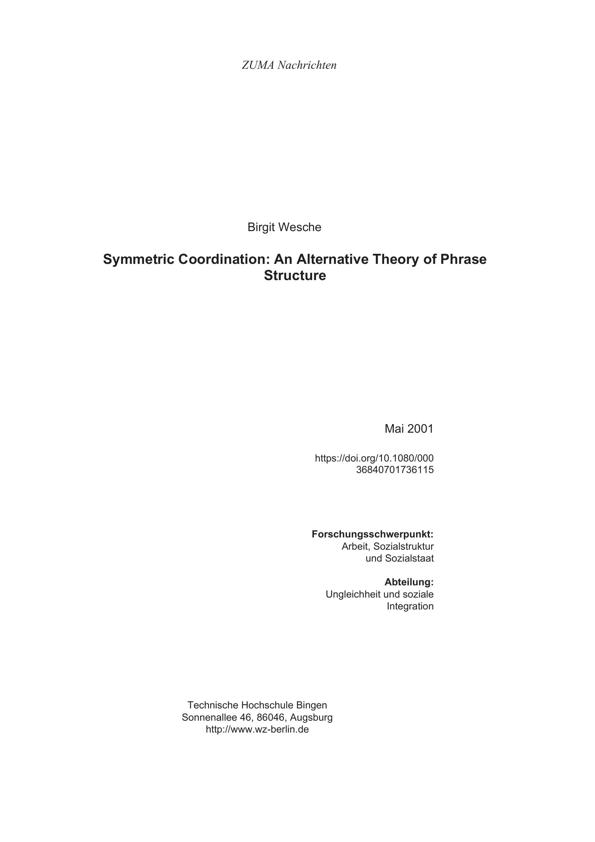 ZUMA Nachrichten
Birgit Wesche
Symmetric Coordination: An Alternative Theory of Phrase
Structure
Mai 2001
https://doi.org/10.1080/000
36840701736115
Forschungsschwerpunkt:
Arbeit, Sozialstruktur
und Sozialstaat
Abteilung:
Ungleichheit und soziale
Integration
Technische Hochschule Bingen
Sonnenallee 46, 86046, Augsburg
http://www.wz-berlin.de